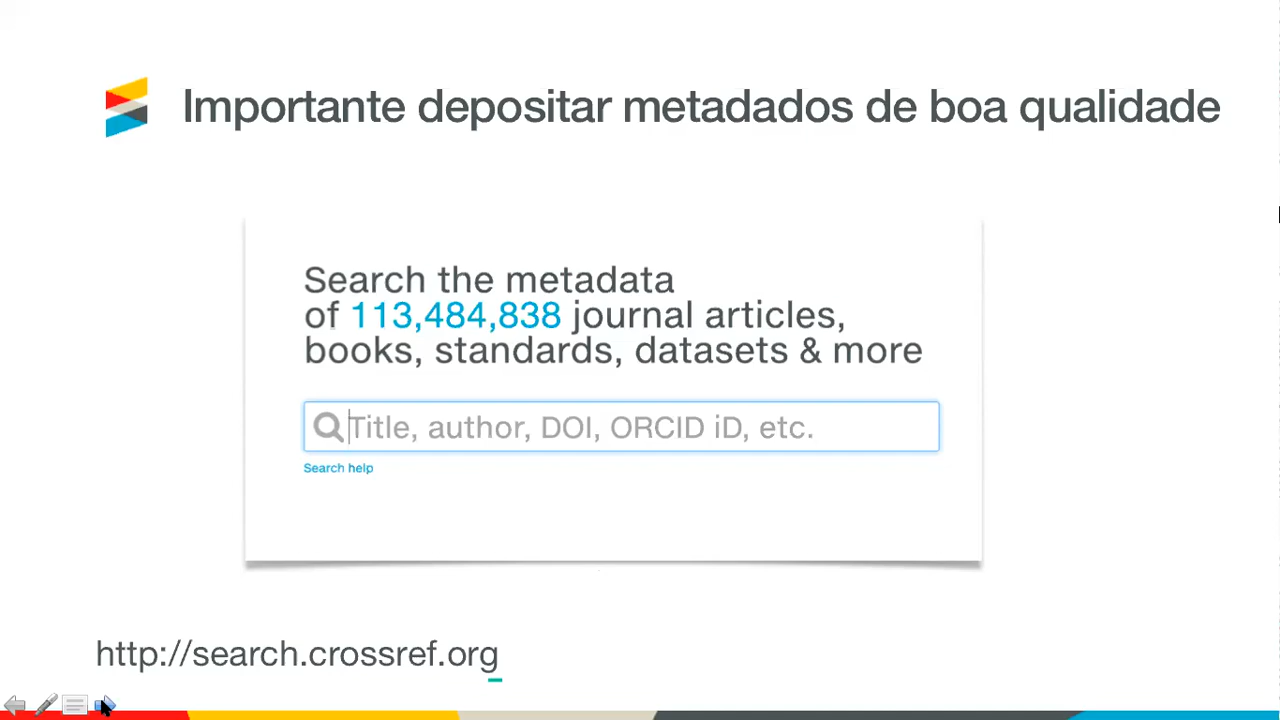 Importante depositar metadados de boa qualidade
Search the metadata
of 113,484,838 journal articles,
books, standards, datasets & more
Title, author, DOI, ORCID iD, etc.
Search help
http://search.crossref.org